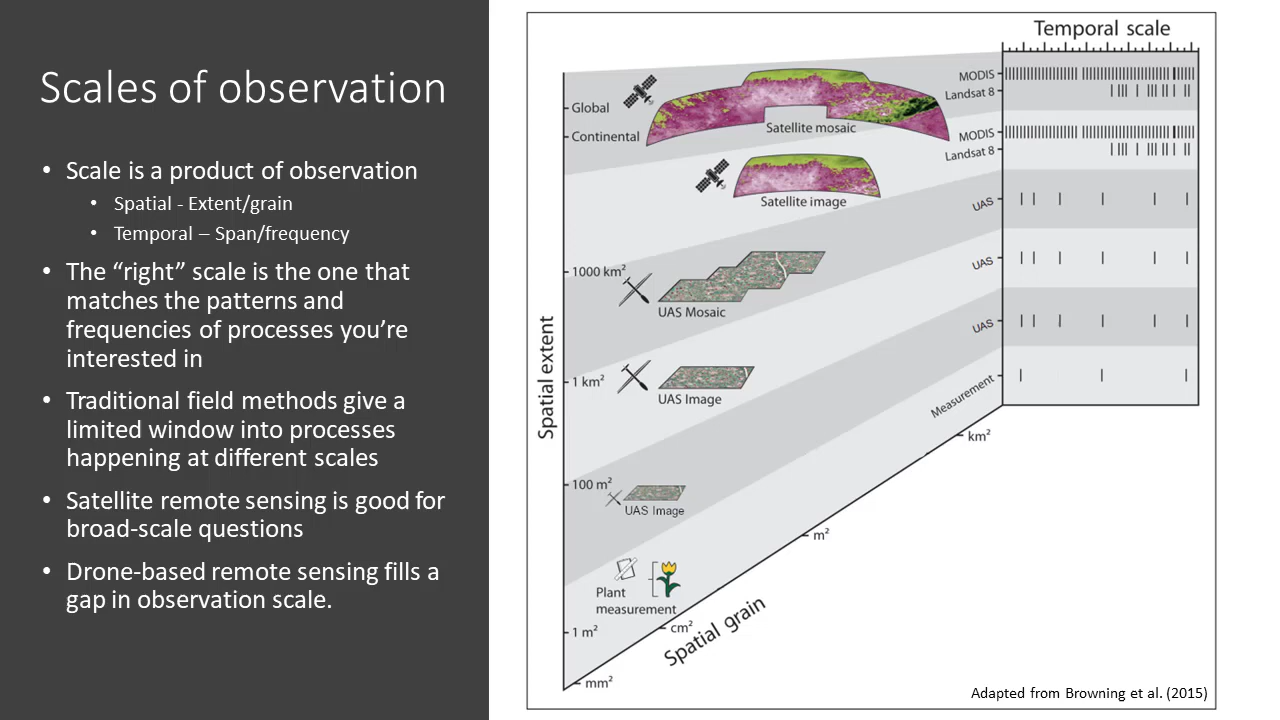 Scales of observation
• Scale is a product of observation
• Spatial - Extent/grain
• Temporal – Span/frequency
• The “right” scale is the one that
matches the patterns and
frequencies of processes you’re
interested in
• Traditional field methods give a
limited window into processes
happening at different scales
• Satellite remote sensing is good for
broad-scale questions
• Drone-based remote sensing fills a
gap in observation scale.
Temporal scale
MODIS
Landsat 8
MODIS
Landsat 8
UAS
UAS
UAS
Measurement
Spatial extent
Global
Continental
1000 km²
1 km²
100 m²
1 m²
Satellite mosaic
Satellite image
UAS Mosaic
UAS Image
UAS Image
Plant
measurement
km²
m²
cm²
mm²
Spatial grain
Adapted from Browning et al. (2015)